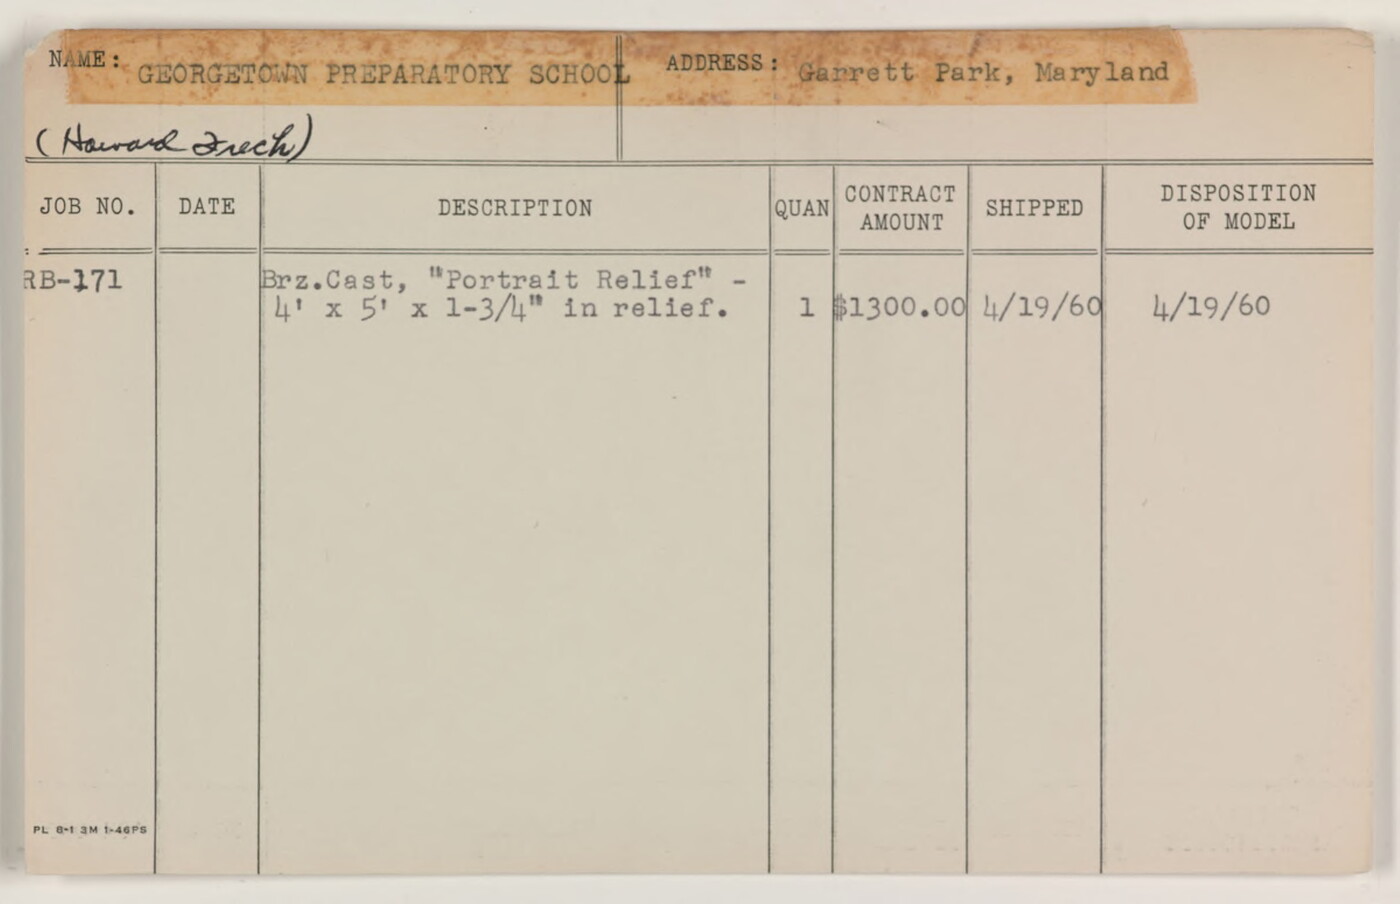 NAME: GEORGETOWN PREPARATORY SCHOOL ADDRESS: Garrett Park, Maryland
(Howard Frech)
JOB NO. DATE DESCRIPTION QUAN CONTRACT AMOUNT SHIPPED DISPOSITION OF MODEL
RB-171 Brz.Cast, "Portrait Relief" -
4' x 5' x 1-3/4" in relief. 1 $1300.00 4/19/60 4/19/60
PL 8-1 3M 1-46PS